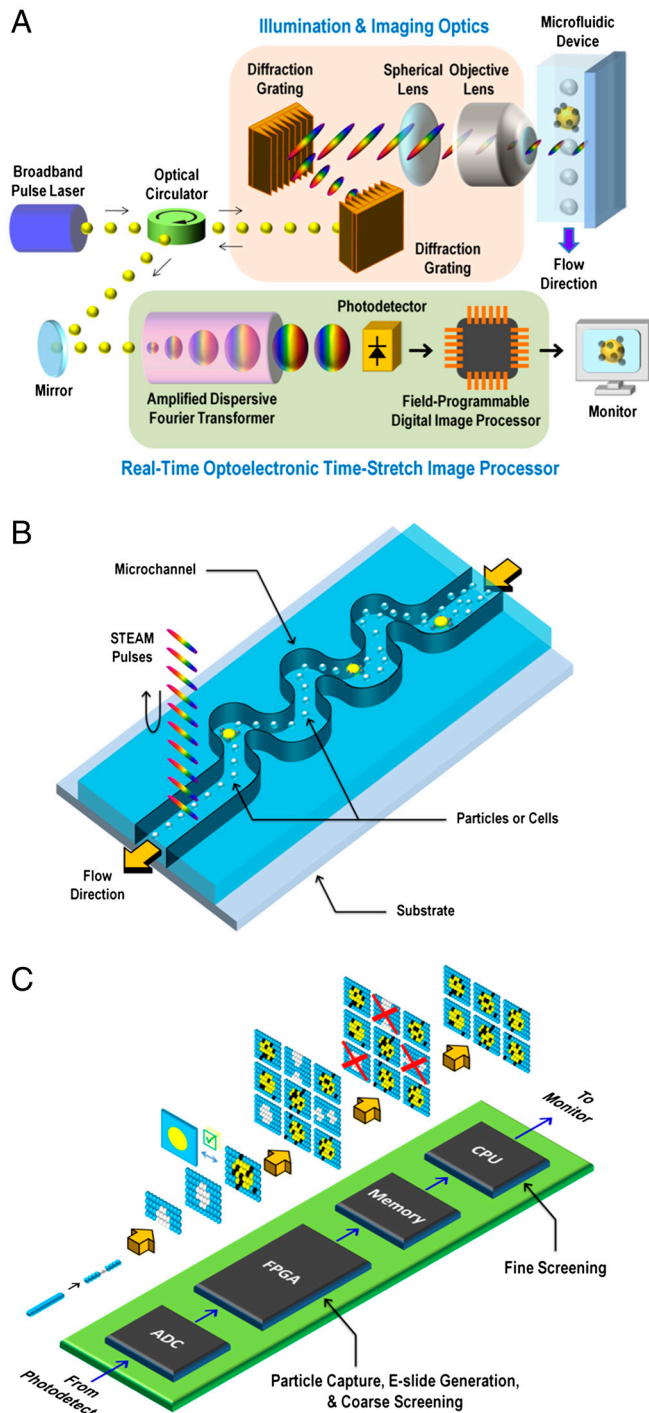 A
Illumination & Imaging Optics
Microfluidic
Device
Diffraction
Grating
Spherical
Lens
Objective
Lens
Broadband
Pulse Laser
Optical
Circulator
Diffraction
Grating
Flow
Direction
Photodetector
Mirror
Amplified Dispersive
Fourier Transformer
Field-Programmable
Digital Image Processor
Monitor
Real-Time Optoelectronic Time-Stretch Image Processor
B
Microchannel
STEAM
Pulses
Particles or Cells
Flow
Direction
Substrate
C
To
Monitor
CPU
Memory
Fine Screening
FPGA
ADC
From
Photodetect
Particle Capture, E-slide Generation,
& Coarse Screening